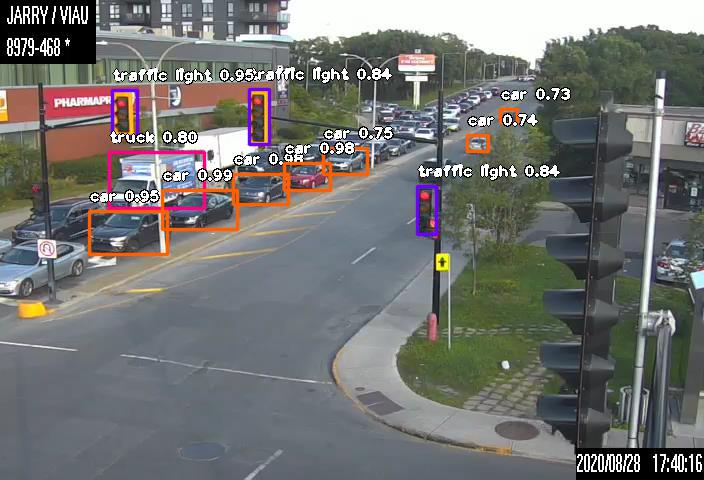 JARRY / VIAU
8979-468 *
traffic light 0.95
traffic light 0.84
car 0.73
PHARMAPR
car 0.74
truck 0.80
car 0.75
car 0.98
car 0.98
car 0.99
traffic light 0.84
car 0.95
2020/08/28 17:40:16